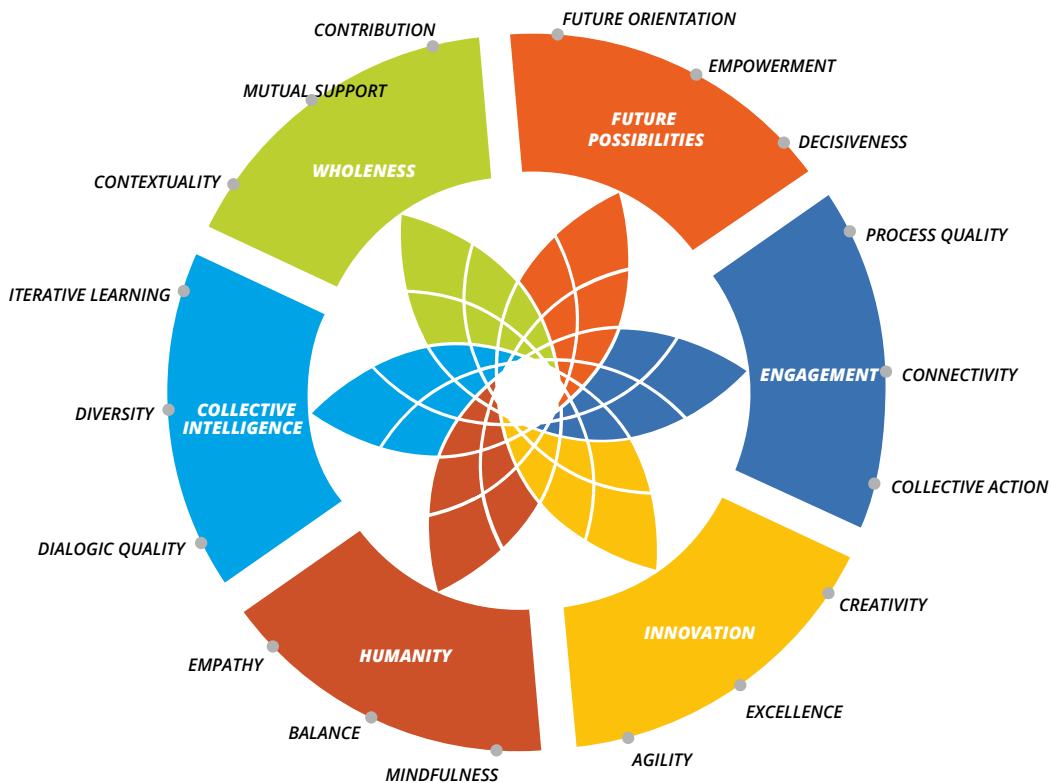 FUTURE ORIENTATION
CONTRIBUTION
EMPOWERMENT
MUTUAL SUPPORT
FUTURE
POSSIBILITIES
DECISIVENESS
WHOLENESS
CONTEXTUALITY
PROCESS QUALITY
ITERATIVE LEARNING
ENGAGEMENT
CONNECTIVITY
DIVERSITY
COLLECTIVE
INTELLIGENCE
COLLECTIVE ACTION
DIALOGIC QUALITY
CREATIVITY
INNOVATION
HUMANITY
EMPATHY
EXCELLENCE
BALANCE
AGILITY
MINDFULNESS